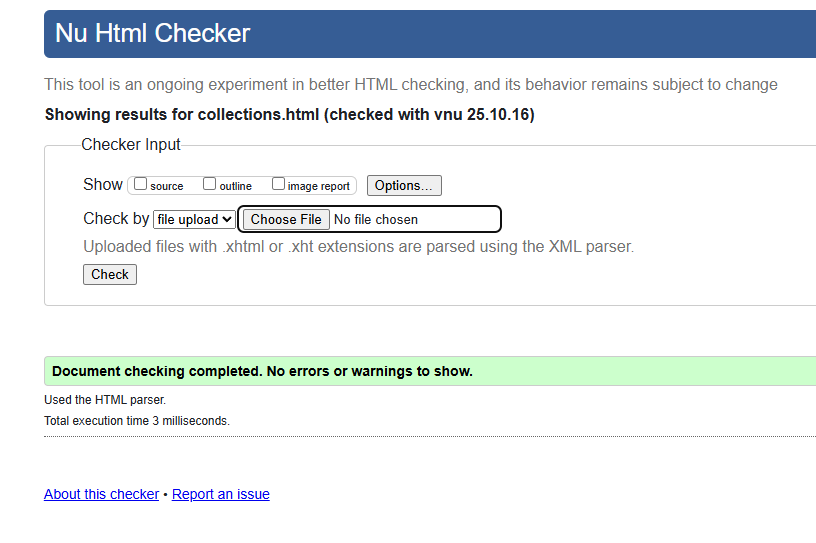 Nu Html Checker
This tool is an ongoing experiment in better HTML checking, and its behavior remains subject to change
Showing results for collections.html (checked with vnu 25.10.16)
Checker Input
Show source outline image report Options...
Check by file upload Choose File No file chosen
Uploaded files with .xhtml or .xht extensions are parsed using the XML parser.
Check
Document checking completed. No errors or warnings to show.
Used the HTML parser.
Total execution time 3 milliseconds.
About this checker • Report an issue